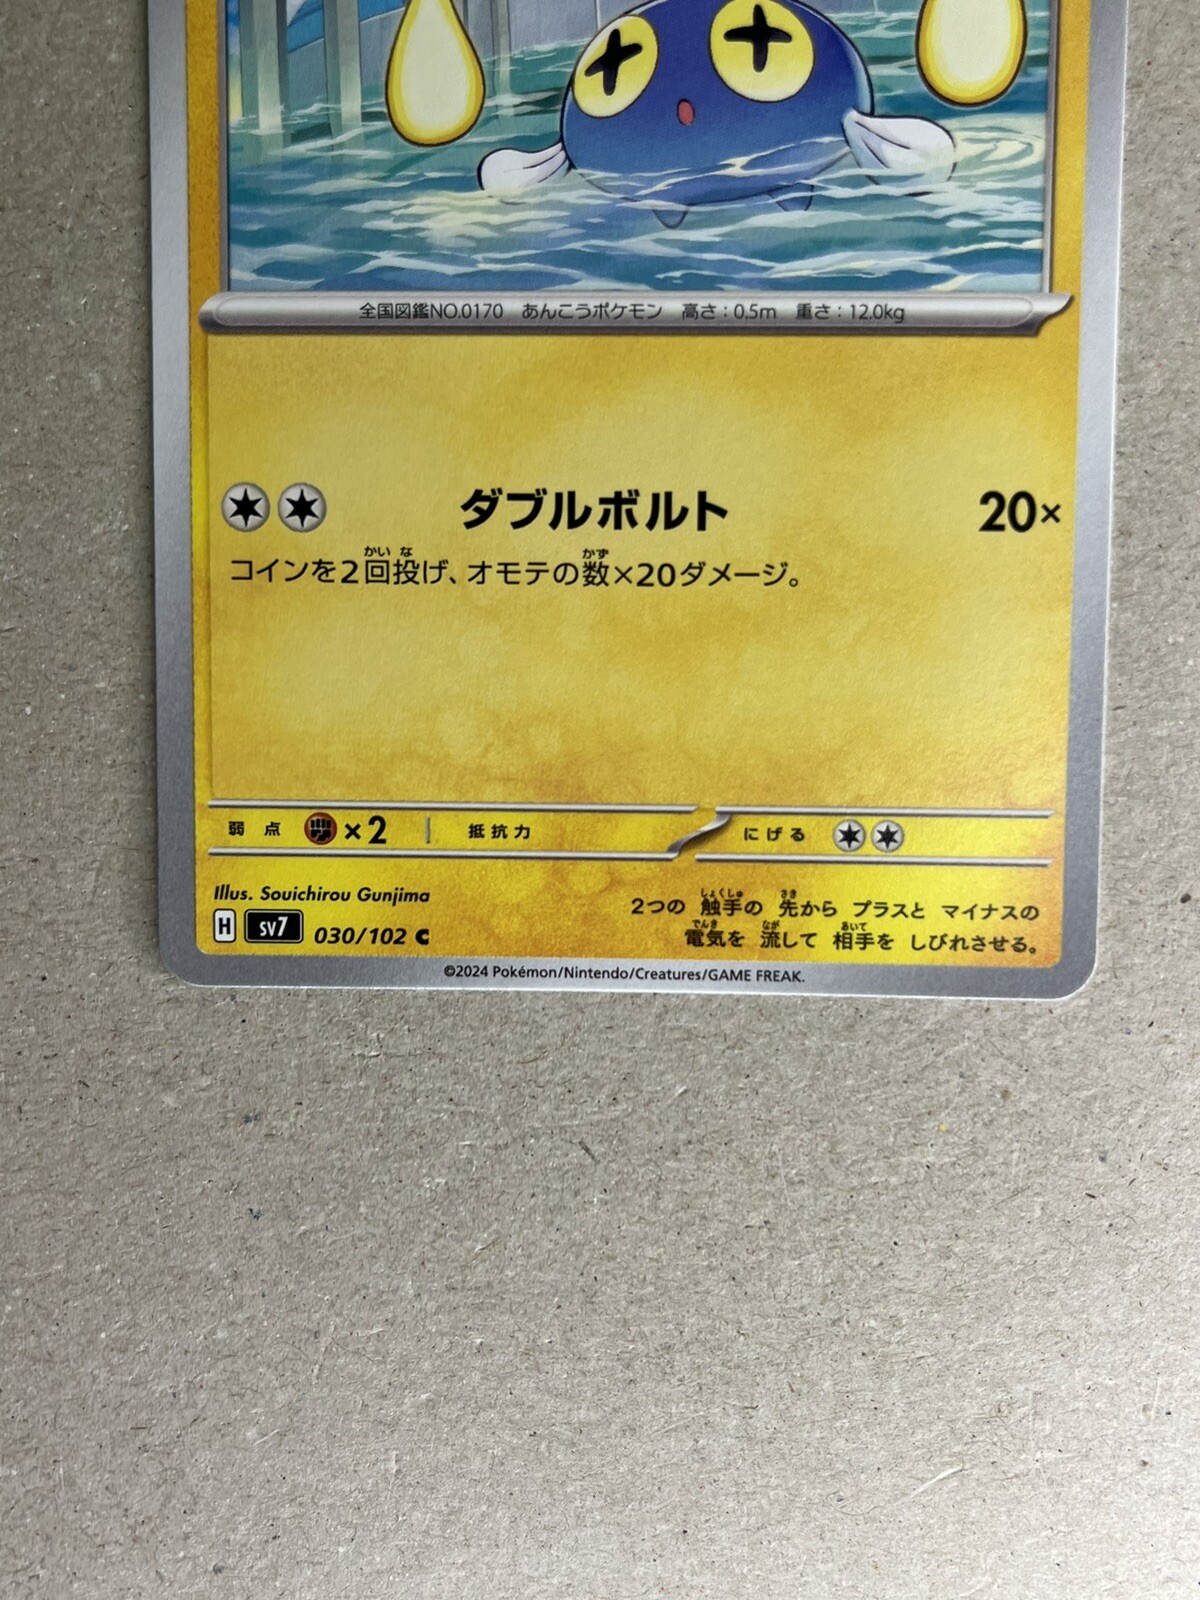 全国図鑑NO.0170 あんこうポケモン 高さ：0.5m 重さ：12.0kg
ダブルボルト 20×
コインを2回投げ、オモテの数×20ダメージ。
弱点 ×2 抵抗力 にげる
Illus. Souichirou Gunjima
H sv7 030/102 C
2つの 触手の 先から プラスと マイナスの
電気を 流して 相手を しびれさせる。
©2024 Pokémon/Nintendo/Creatures/GAME FREAK.